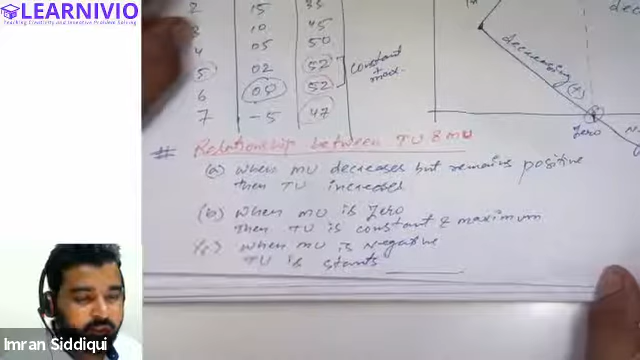 LEARNIVIO
Teaching Creativity and Inventive Problem Solving
2 15 35
3 10 45
4 05 50
5 02 52
6 00 52
7 -5 47
constant
+
max.
decreasing (+)
Zero
# Relationship between TU & MU
(a) when MU decreases but remains positive
then TU increases
(b) when MU is Zero
then TU is constant & maximum
(c) when MU is Negative
TU is starts ______
Imran Siddiqui